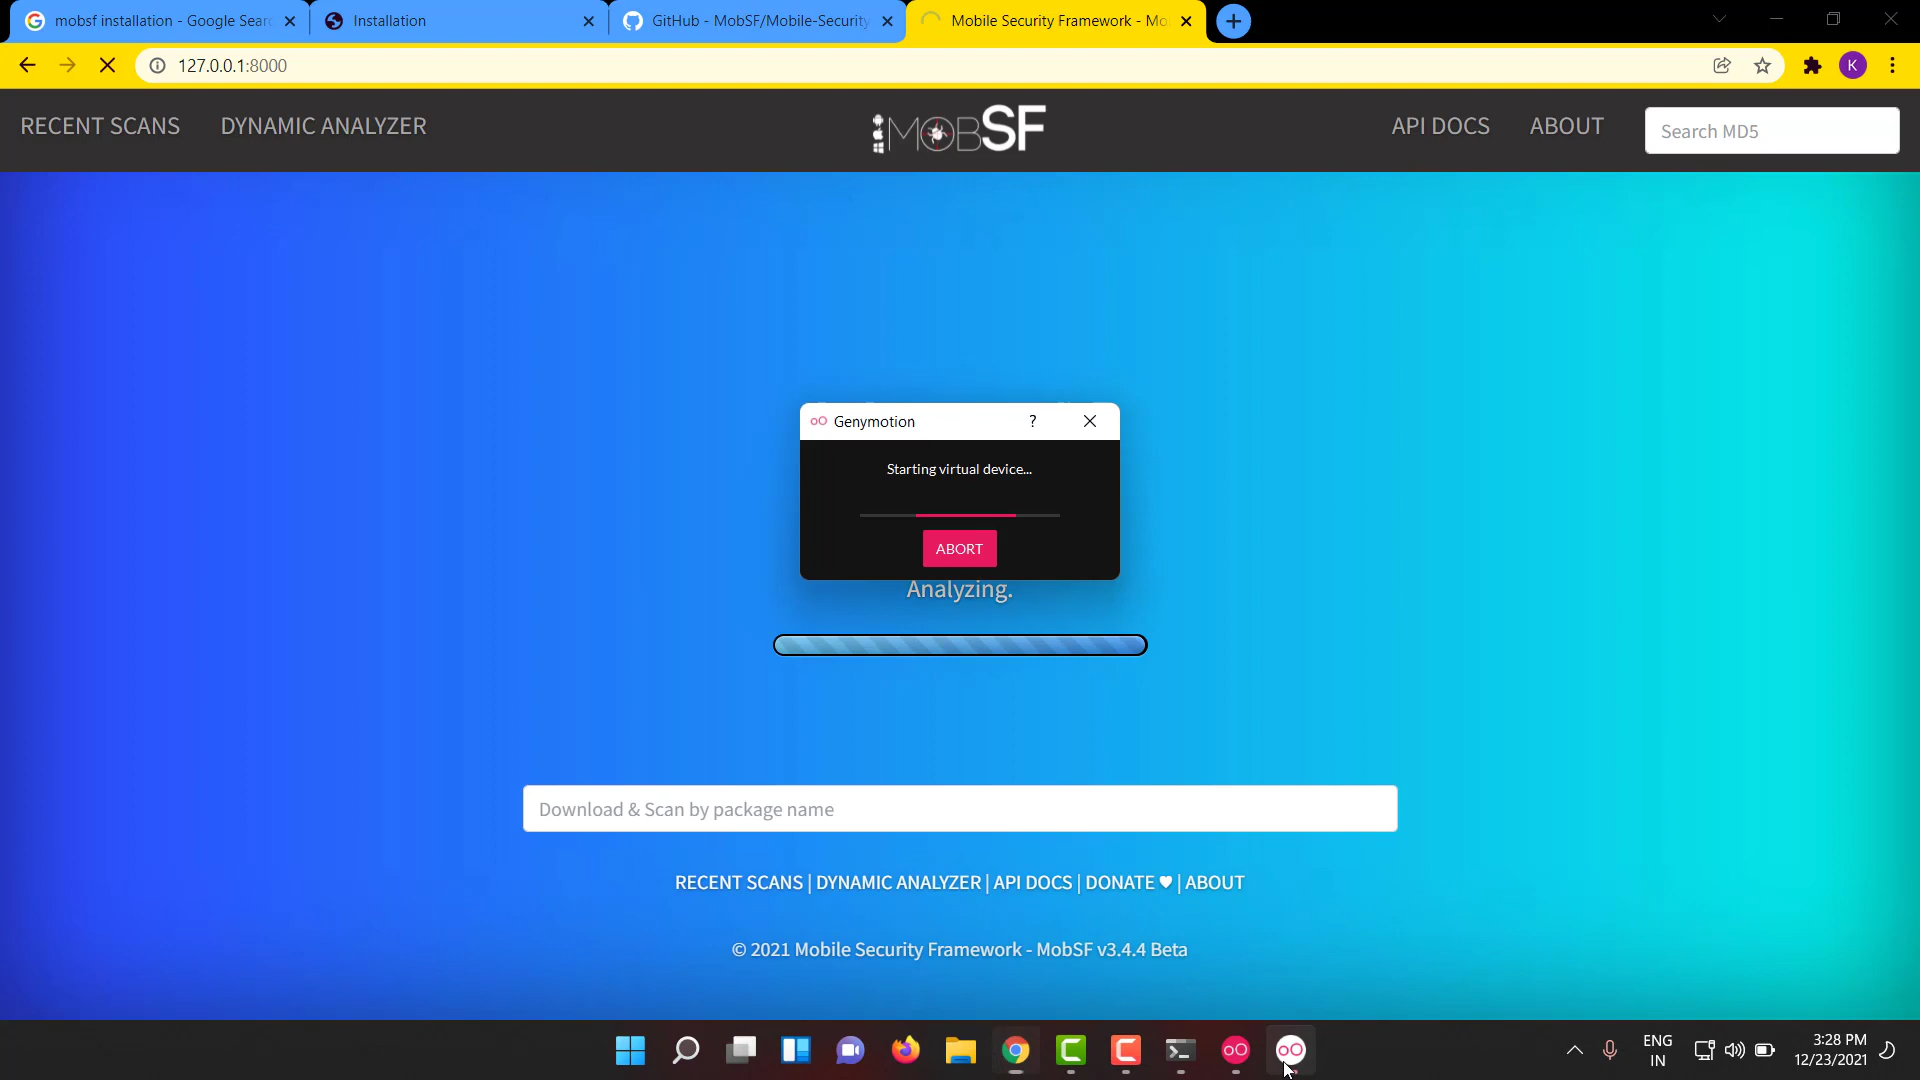 mobsf installation - Google Sear
Installation
GitHub - MobSF/Mobile-Security
Mobile Security Framework - Mo
127.0.0.1:8000
K
RECENT SCANS
DYNAMIC ANALYZER
MOBSF
API DOCS
ABOUT
Search MD5
Genymotion
?
Starting virtual device...
ABORT
Analyzing.
Download & Scan by package name
RECENT SCANS | DYNAMIC ANALYZER | API DOCS | DONATE ♥ | ABOUT
© 2021 Mobile Security Framework - MobSF v3.4.4 Beta
ENG
IN
3:28 PM
12/23/2021